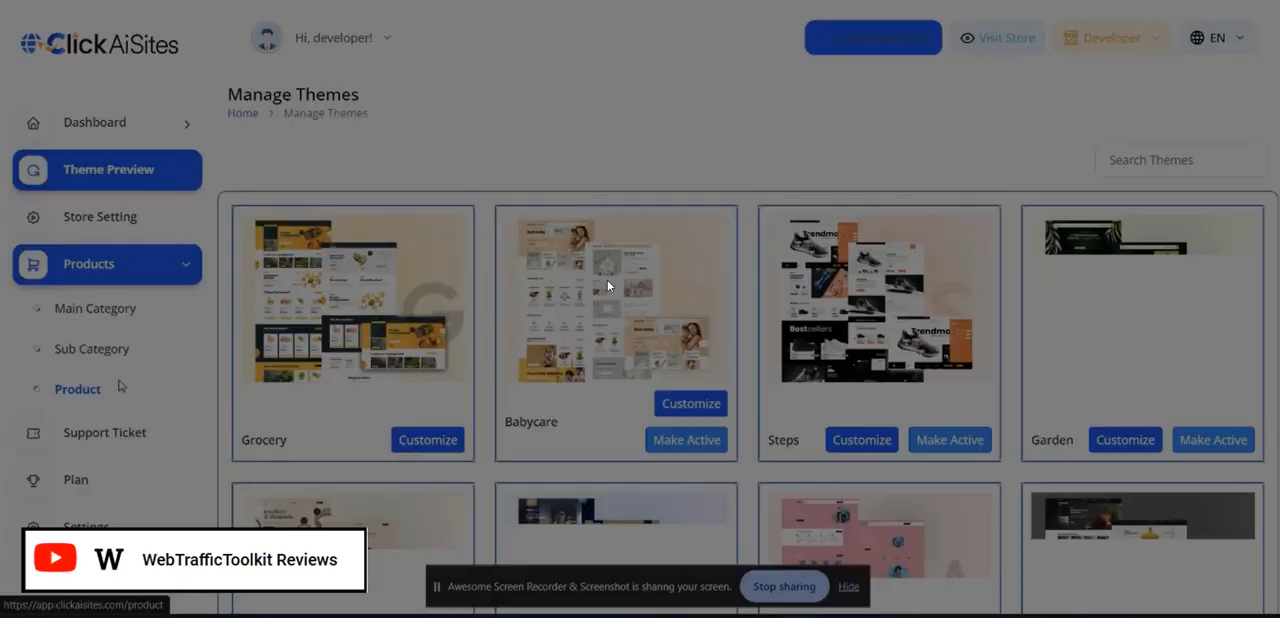 ClickAiSites
Hi, developer!
Visit Store
Developer
EN
Manage Themes
Home > Manage Themes
Dashboard
Theme Preview
Search Themes
Store Setting
Products
Main Category
Sub Category
Product
Support Ticket
Plan
Settings
Trendmo
Bestsellers
Trendmo
Grocery
Customize
Babycare
Customize
Make Active
Steps
Customize
Make Active
Garden
Customize
Make Active
W WebTrafficToolkit Reviews
Awesome Screen Recorder & Screenshot is sharing your screen.
Stop sharing
Hide
https://app.clickaisites.com/product